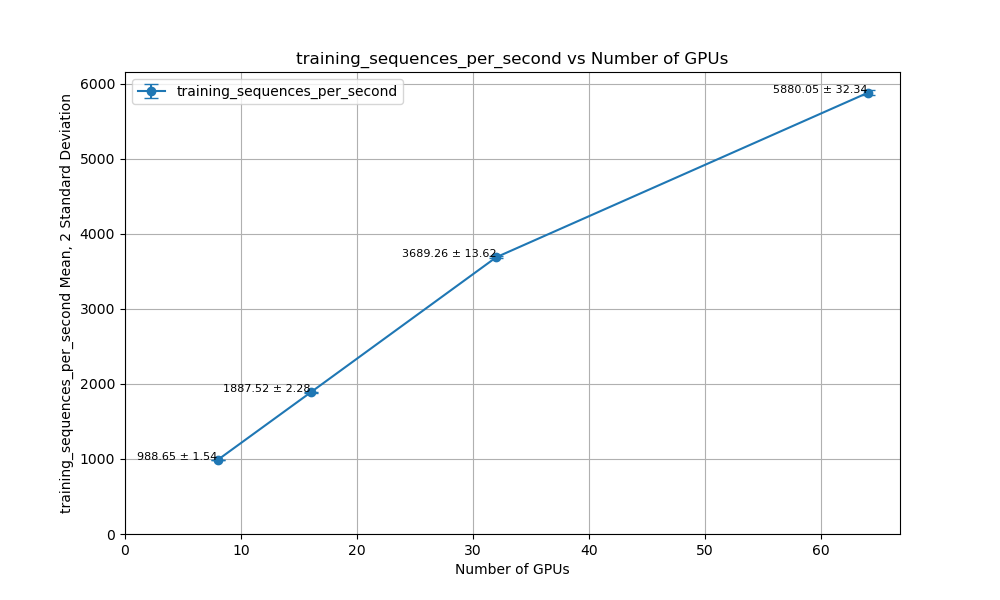 training_sequences_per_second vs Number of GPUs
training_sequences_per_second
training_sequences_per_second Mean, 2 Standard Deviation
6000
5000
4000
3000
2000
1000
0
5880.05 ± 32.34
3689.26 ± 13.62
1887.52 ± 2.28
988.65 ± 1.54
0 10 20 30 40 50 60
Number of GPUs